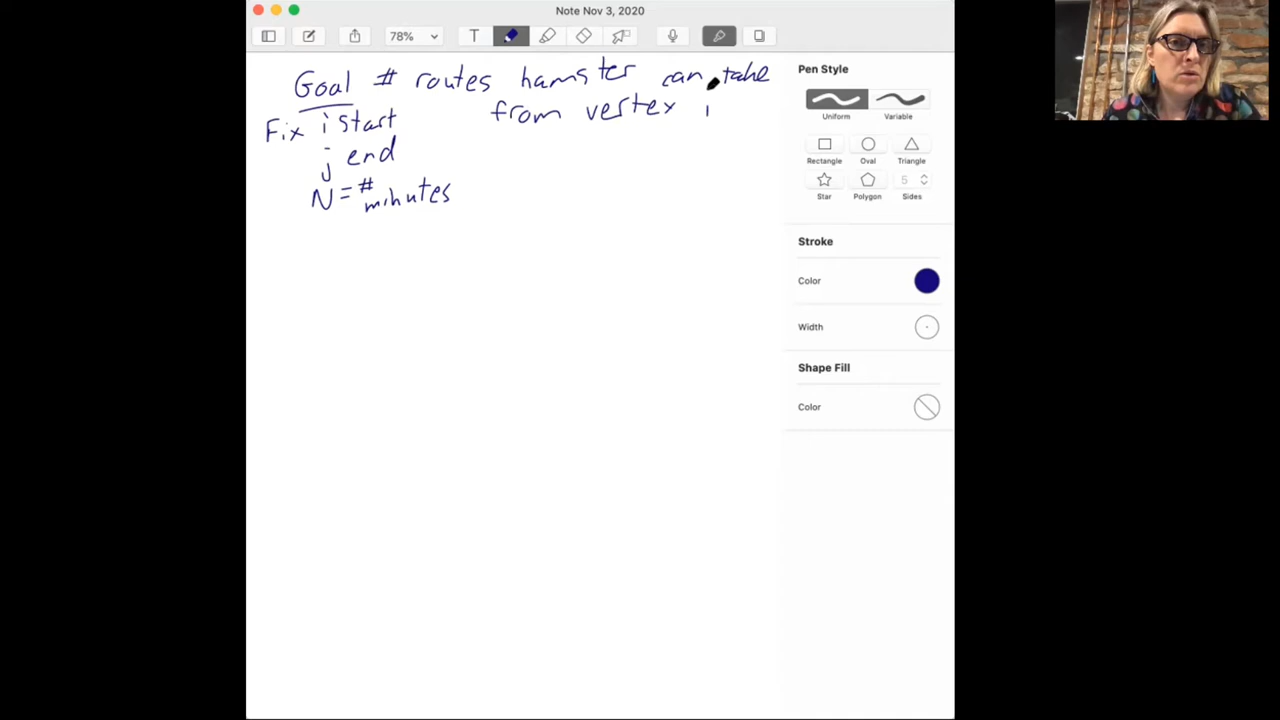 Note Nov 3, 2020
78%
T
Goal # routes hamster can take
from vertex i
Fix i start
j end
N = # minutes
Pen Style
Uniform Variable
Rectangle Oval Triangle
5
Star Polygon Sides
Stroke
Color
Width
Shape Fill
Color